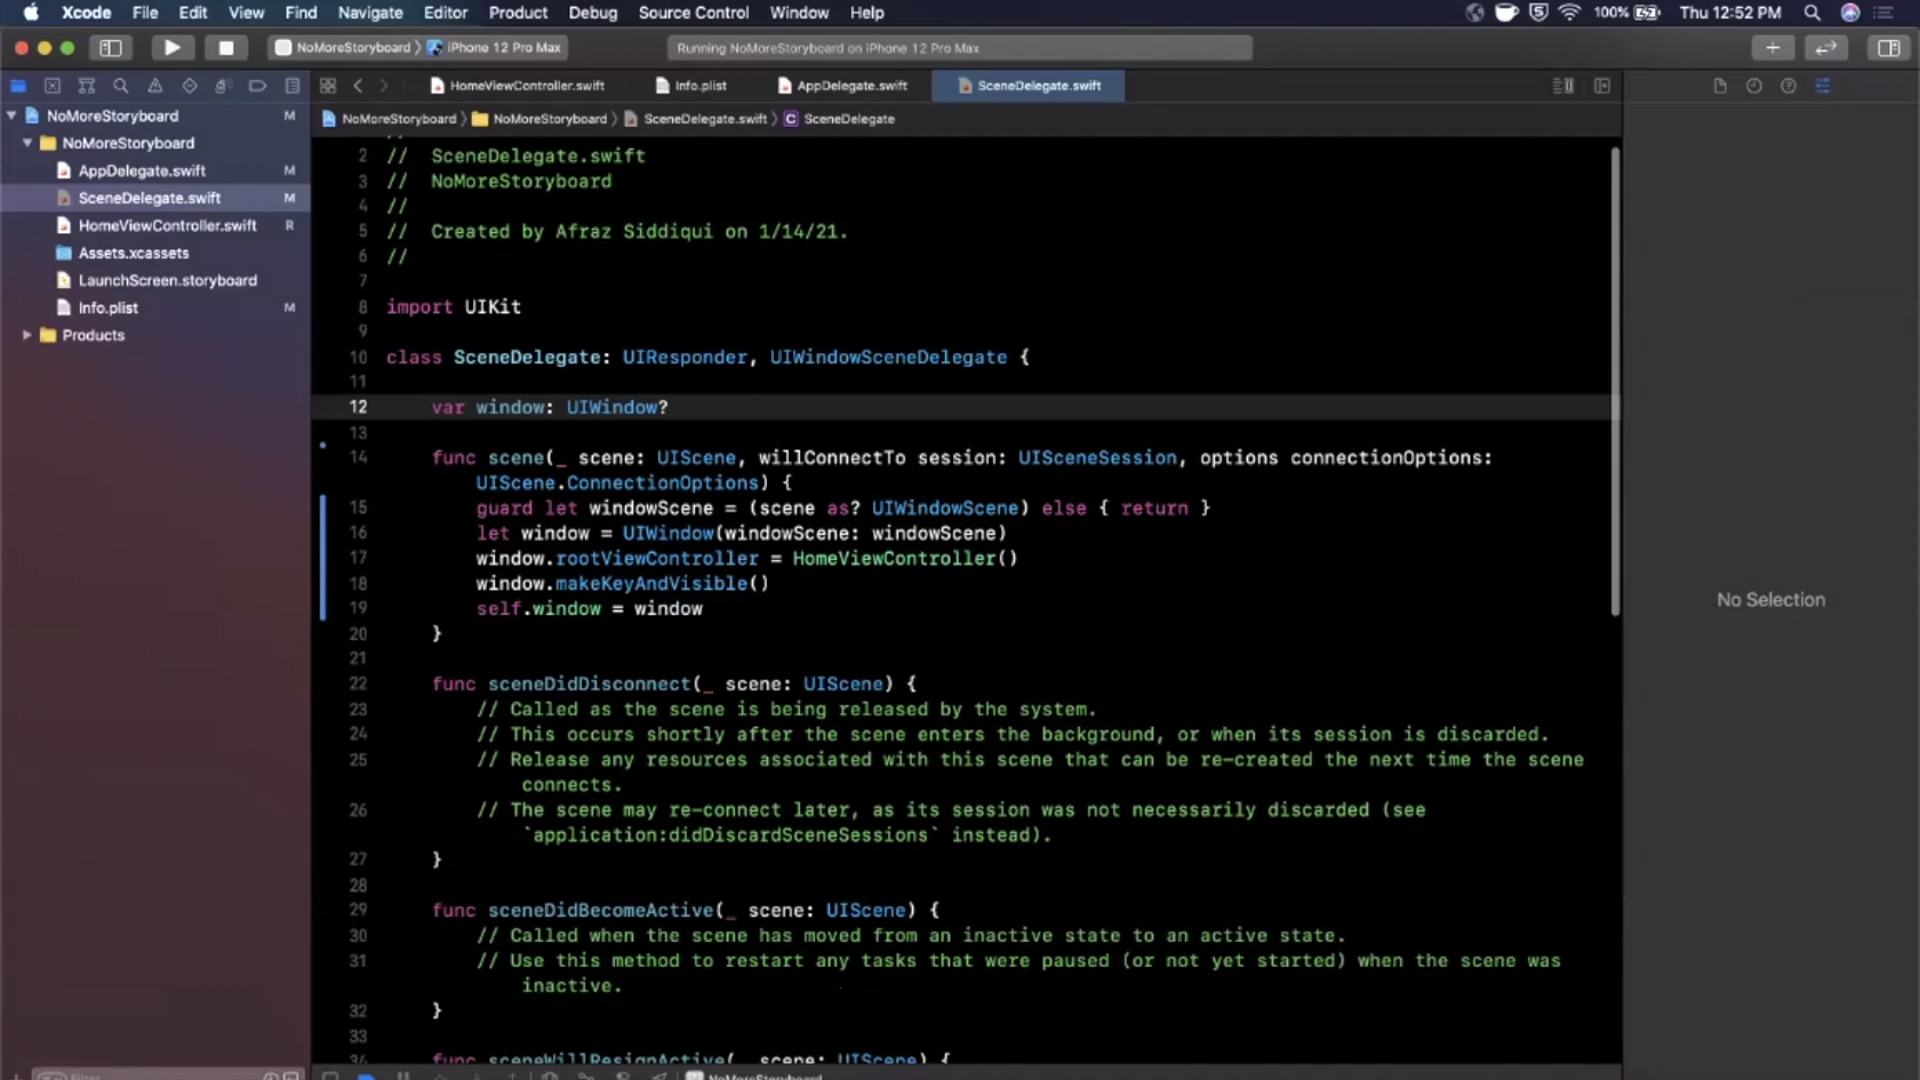 Xcode File Edit View Find Navigate Editor Product Debug Source Control Window Help 100% Thu 12:52 PM
NoMoreStoryboard iPhone 12 Pro Max Running NoMoreStoryboard on iPhone 12 Pro Max
HomeViewController.swift Info.plist AppDelegate.swift SceneDelegate.swift
NoMoreStoryboard NoMoreStoryboard SceneDelegate.swift C SceneDelegate
NoMoreStoryboard M
NoMoreStoryboard
AppDelegate.swift M
SceneDelegate.swift M
HomeViewController.swift R
Assets.xcassets
LaunchScreen.storyboard
Info.plist M
Products
2 //  SceneDelegate.swift
3 //  NoMoreStoryboard
4 //
5 //  Created by Afraz Siddiqui on 1/14/21.
6 //
7
8 import UIKit
9
10 class SceneDelegate: UIResponder, UIWindowSceneDelegate {
11
12 var window: UIWindow?
13
14 func scene(_ scene: UIScene, willConnectTo session: UISceneSession, options connectionOptions:
UIScene.ConnectionOptions) {
15 guard let windowScene = (scene as? UIWindowScene) else { return }
16 let window = UIWindow(windowScene: windowScene)
17 window.rootViewController = HomeViewController()
18 window.makeKeyAndVisible()
19 self.window = window
20 }
21
22 func sceneDidDisconnect(_ scene: UIScene) {
23 // Called as the scene is being released by the system.
24 // This occurs shortly after the scene enters the background, or when its session is discarded.
25 // Release any resources associated with this scene that can be re-created the next time the scene
connects.
26 // The scene may re-connect later, as its session was not necessarily discarded (see
`application:didDiscardSceneSessions` instead).
27 }
28
29 func sceneDidBecomeActive(_ scene: UIScene) {
30 // Called when the scene has moved from an inactive state to an active state.
31 // Use this method to restart any tasks that were paused (or not yet started) when the scene was
inactive.
32 }
33
34 func sceneWillResignActive(_ scene: UIScene) {
No Selection
Filter
NoMoreStoryboard